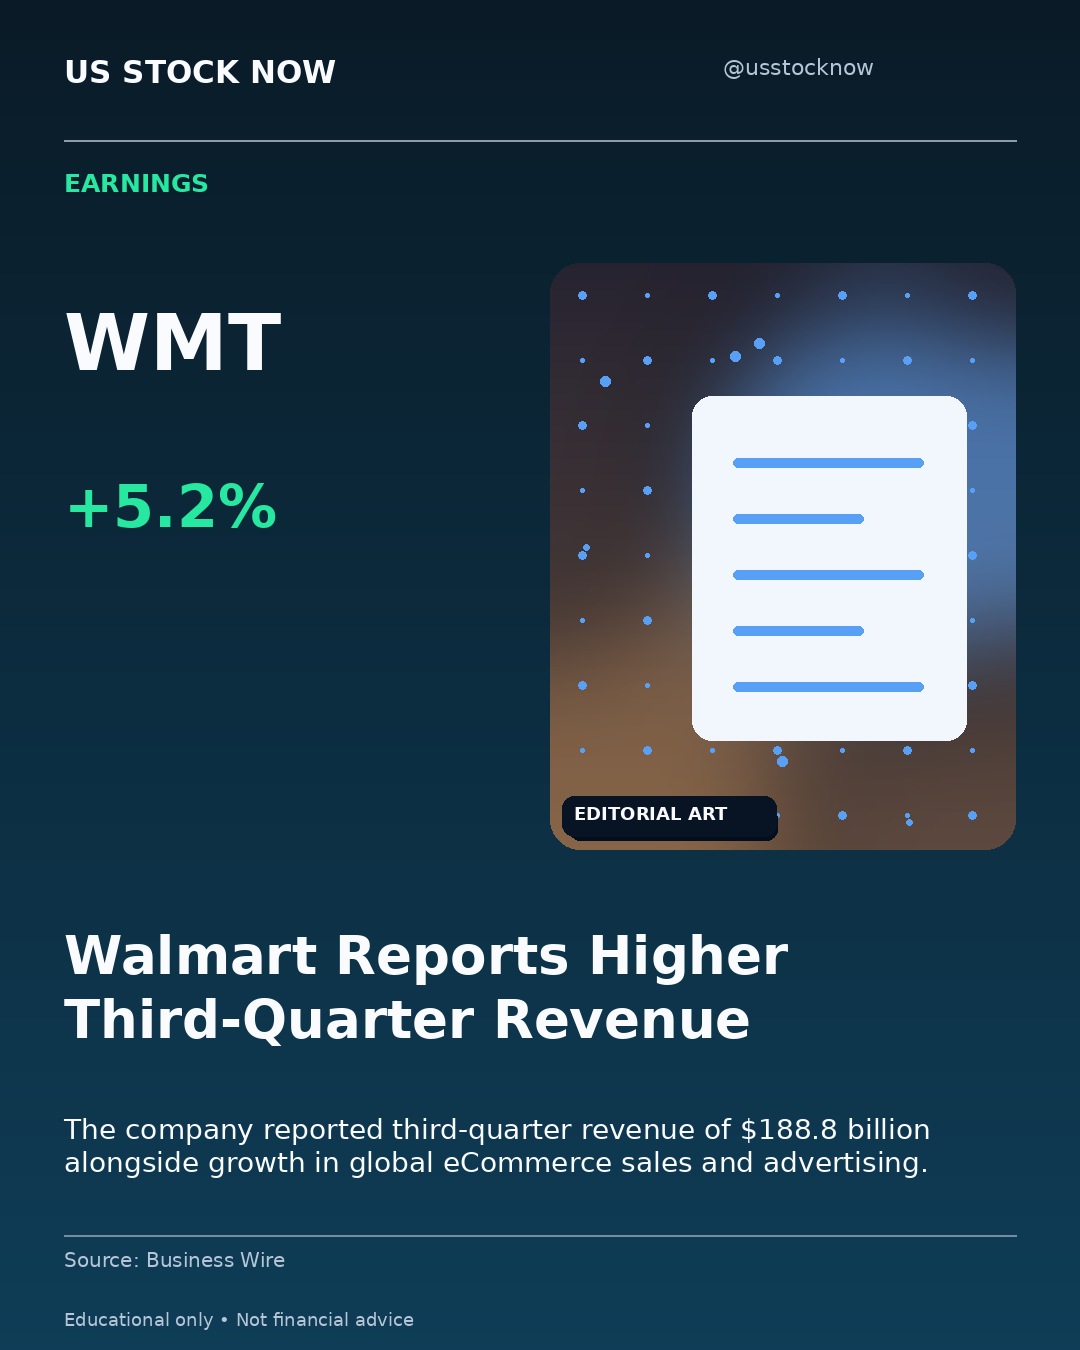 US STOCK NOW
@usstocknow
EARNINGS
WMT
+5.2%
EDITORIAL ART
Walmart Reports Higher
Third-Quarter Revenue
The company reported third-quarter revenue of $188.8 billion
alongside growth in global eCommerce sales and advertising.
Source: Business Wire
Educational only • Not financial advice